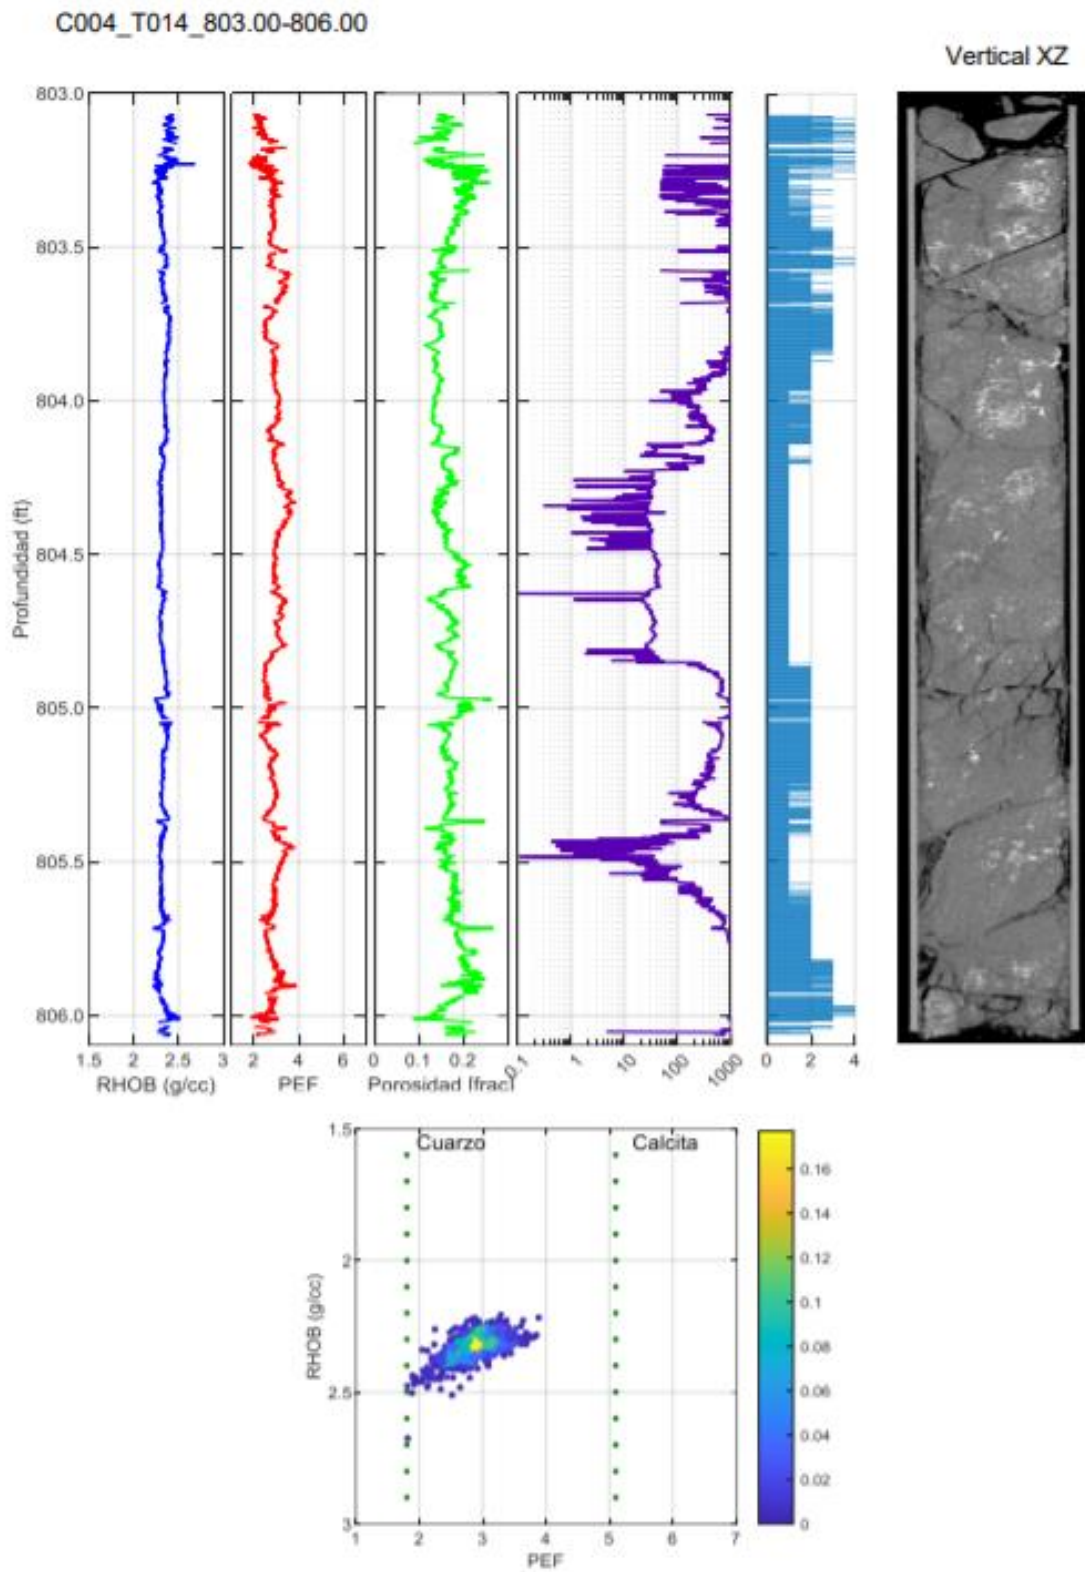 C004_T014_803.00-806.00
Vertical XZ
803.0
803.5
804.0
804.5
805.0
805.5
806.0
Profundidad (ft)
1.5 2 2.5 3
RHOB (g/cc)
2 4 6
PEF
0 0.1 0.2
Porosidad [frac]
0.1 1 10 100 1000
0 2 4
1.5
2
2.5
3
RHOB (g/cc)
Cuarzo Calcita
1 2 3 4 5 6 7
PEF
0.16
0.14
0.12
0.1
0.08
0.06
0.04
0.02
0